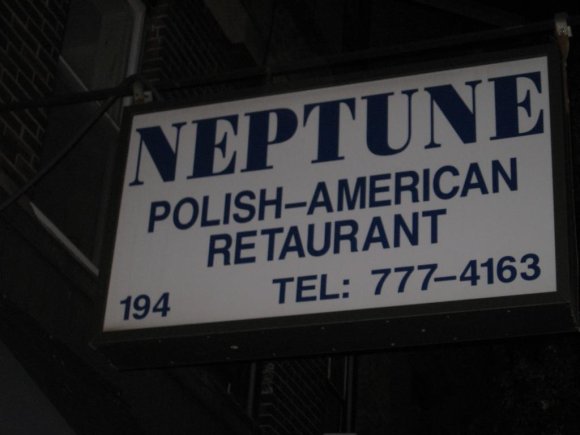 NEPTUNE
POLISH-AMERICAN
RETAURANT
194 TEL: 777-4163